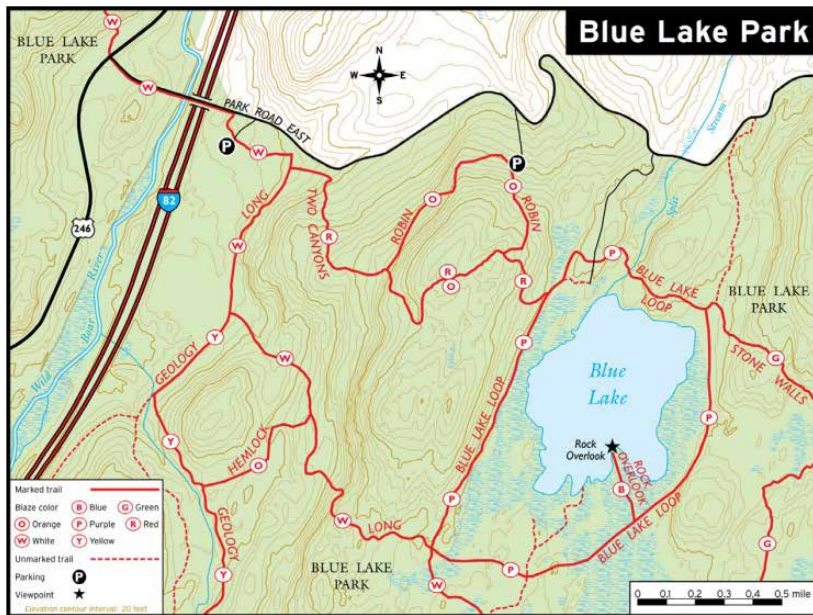 Blue Lake Park
BLUE LAKE
PARK
W
W
N
W E
S
PARK ROAD EAST
P
W
P
Stream
Spir
82
246
LONG
TWO CANYONS
ROBIN
O
O
ROBIN
W
R
R
O
R
P
BLUE LAKE
LOOP
BLUE LAKE
PARK
Wild Boar River
Y
GEOLOGY
W
P
Blue
Lake
STONE WALLS
G
P
BLUE LAKE LOOP
Y
HEMLOCK
O
Rock
Overlook
ROCK
OVERLOOK
B
P
W
LONG
BLUE LAKE LOOP
GEOLOGY
Y
BLUE LAKE
PARK
W
P
G
Marked trail
Blaze color B Blue G Green
O Orange P Purple R Red
W White Y Yellow
Unmarked trail
Parking P
Viewpoint
Elevation contour interval: 20 feet
0 0.1 0.2 0.3 0.4 0.5 mile